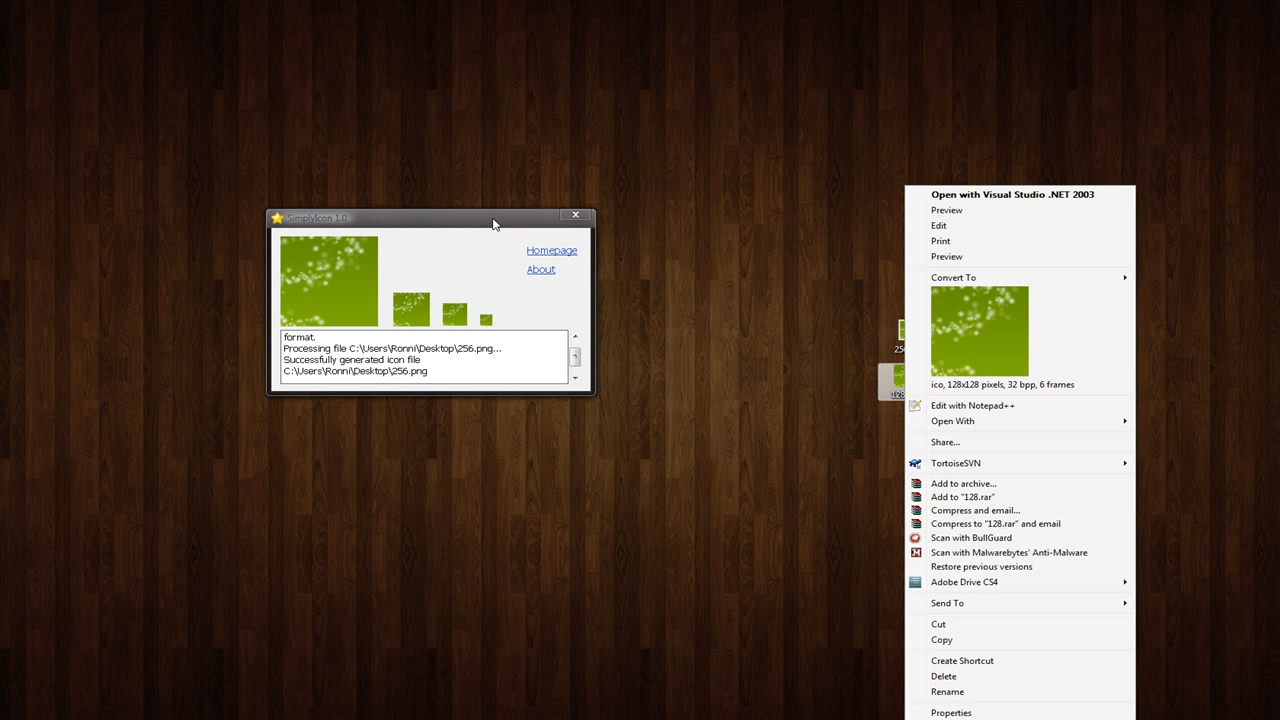 SimplyIcon 1.0
Homepage
About
format.
Processing file C:\Users\Ronni\Desktop\256.png...
Successfully generated icon file
C:\Users\Ronni\Desktop\256.png
Open with Visual Studio .NET 2003
Preview
Edit
Print
Preview
Convert To
ico, 128x128 pixels, 32 bpp, 6 frames
Edit with Notepad++
Open With
Share...
TortoiseSVN
Add to archive...
Add to "128.rar"
Compress and email...
Compress to "128.rar" and email
Scan with BullGuard
Scan with Malwarebytes' Anti-Malware
Restore previous versions
Adobe Drive CS4
Send To
Cut
Copy
Create Shortcut
Delete
Rename
Properties